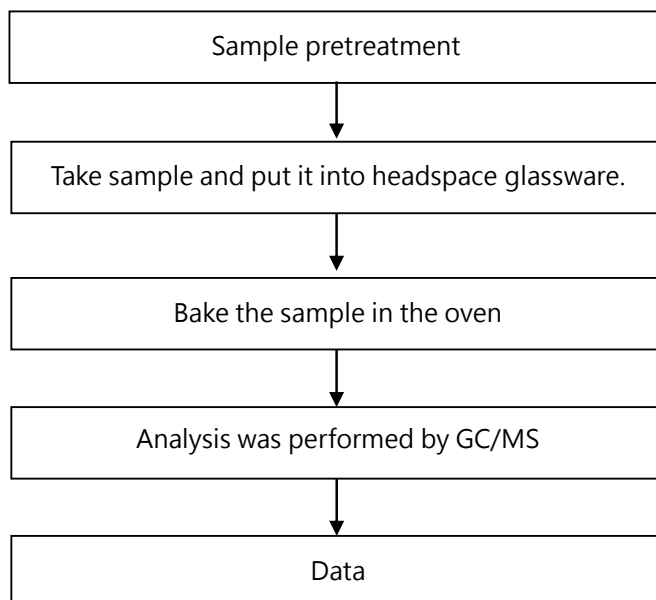 Sample pretreatment
Take sample and put it into headspace glassware.
Bake the sample in the oven
Analysis was performed by GC/MS
Data